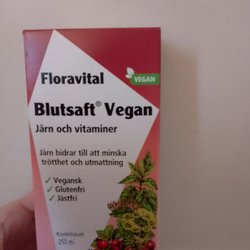 Floravital
VEGAN
Blutsaft® Vegan
Järn och vitaminer
Järn bidrar till att minska
trötthet och utmattning
✓ Vegansk
✓ Glutenfri
✓ Jästfri
Kosttillskott
250 ml